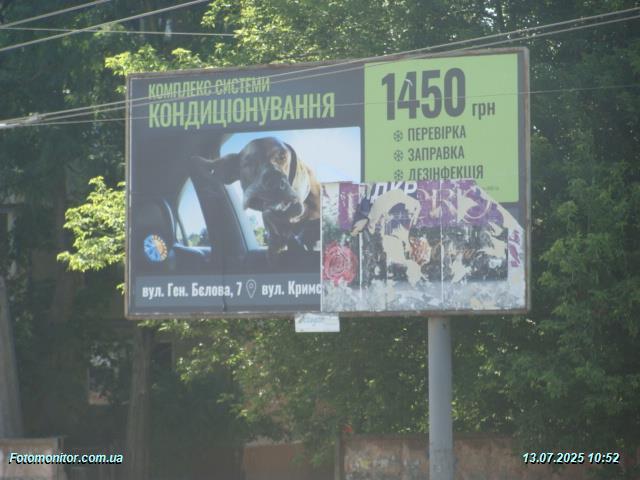 КОМПЛЕКС СИСТЕМИ
КОНДИЦІОНУВАННЯ
1450 грн
❄ ПЕРЕВІРКА
❄ ЗАПРАВКА
❄ ДЕЗІНФЕКЦІЯ
вул. Ген. Бєлова, 7 вул. Кримс
Fotomonitor.com.ua
13.07.2025 10:52